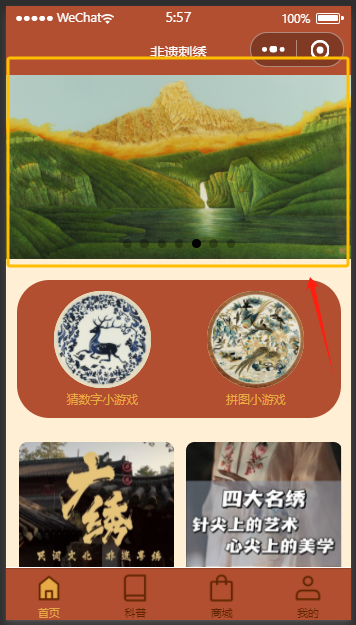 WeChat 5:57 100%
非遗刺绣
猜数字小游戏 拼图小游戏
广绣
四大名绣
针尖上的艺术
心尖上的美学
首页 科普 商城 我的